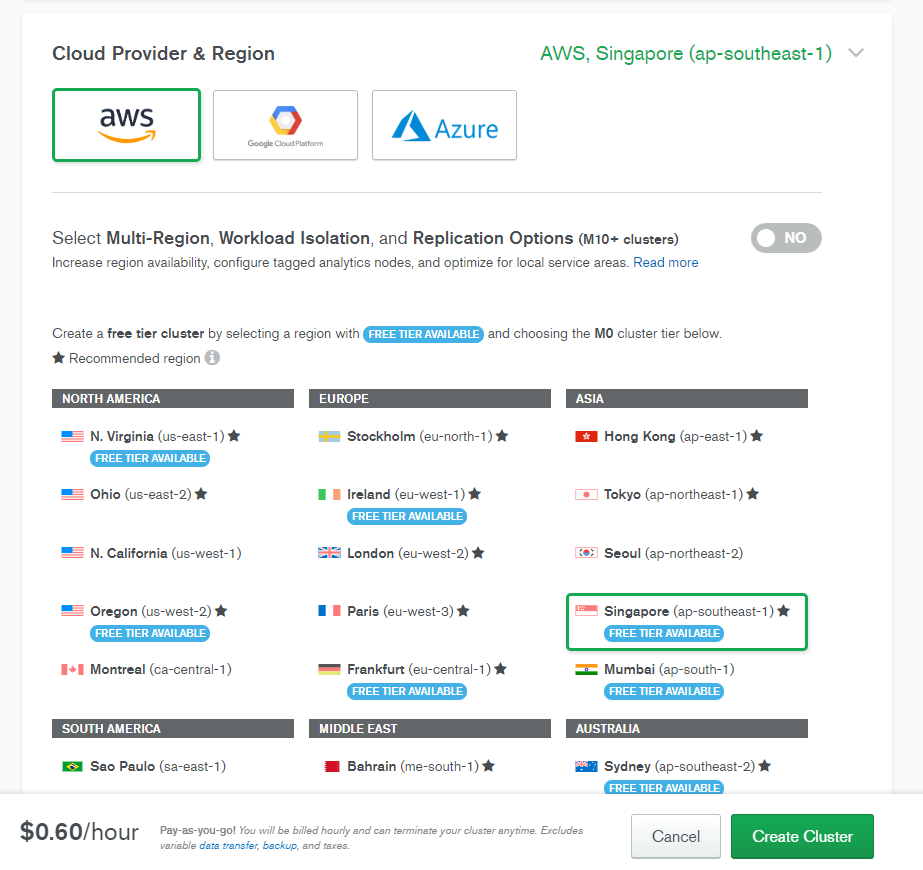 Cloud Provider & Region
AWS, Singapore (ap-southeast-1)
aws
Google Cloud Platform
Azure
Select Multi-Region, Workload Isolation, and Replication Options (M10+ clusters)
NO
Increase region availability, configure tagged analytics nodes, and optimize for local service areas. Read more
Create a free tier cluster by selecting a region with FREE TIER AVAILABLE and choosing the M0 cluster tier below.
★ Recommended region i
NORTH AMERICA
N. Virginia (us-east-1) ★
FREE TIER AVAILABLE
Ohio (us-east-2) ★
N. California (us-west-1)
Oregon (us-west-2) ★
FREE TIER AVAILABLE
Montreal (ca-central-1)
EUROPE
Stockholm (eu-north-1) ★
Ireland (eu-west-1) ★
FREE TIER AVAILABLE
London (eu-west-2) ★
Paris (eu-west-3) ★
Frankfurt (eu-central-1) ★
FREE TIER AVAILABLE
ASIA
Hong Kong (ap-east-1) ★
Tokyo (ap-northeast-1) ★
Seoul (ap-northeast-2)
Singapore (ap-southeast-1) ★
FREE TIER AVAILABLE
Mumbai (ap-south-1)
FREE TIER AVAILABLE
SOUTH AMERICA
Sao Paulo (sa-east-1)
MIDDLE EAST
Bahrain (me-south-1) ★
AUSTRALIA
Sydney (ap-southeast-2) ★
FREE TIER AVAILABLE
$0.60/hour
Pay-as-you-go! You will be billed hourly and can terminate your cluster anytime. Excludes
variable data transfer, backup, and taxes.
Cancel
Create Cluster